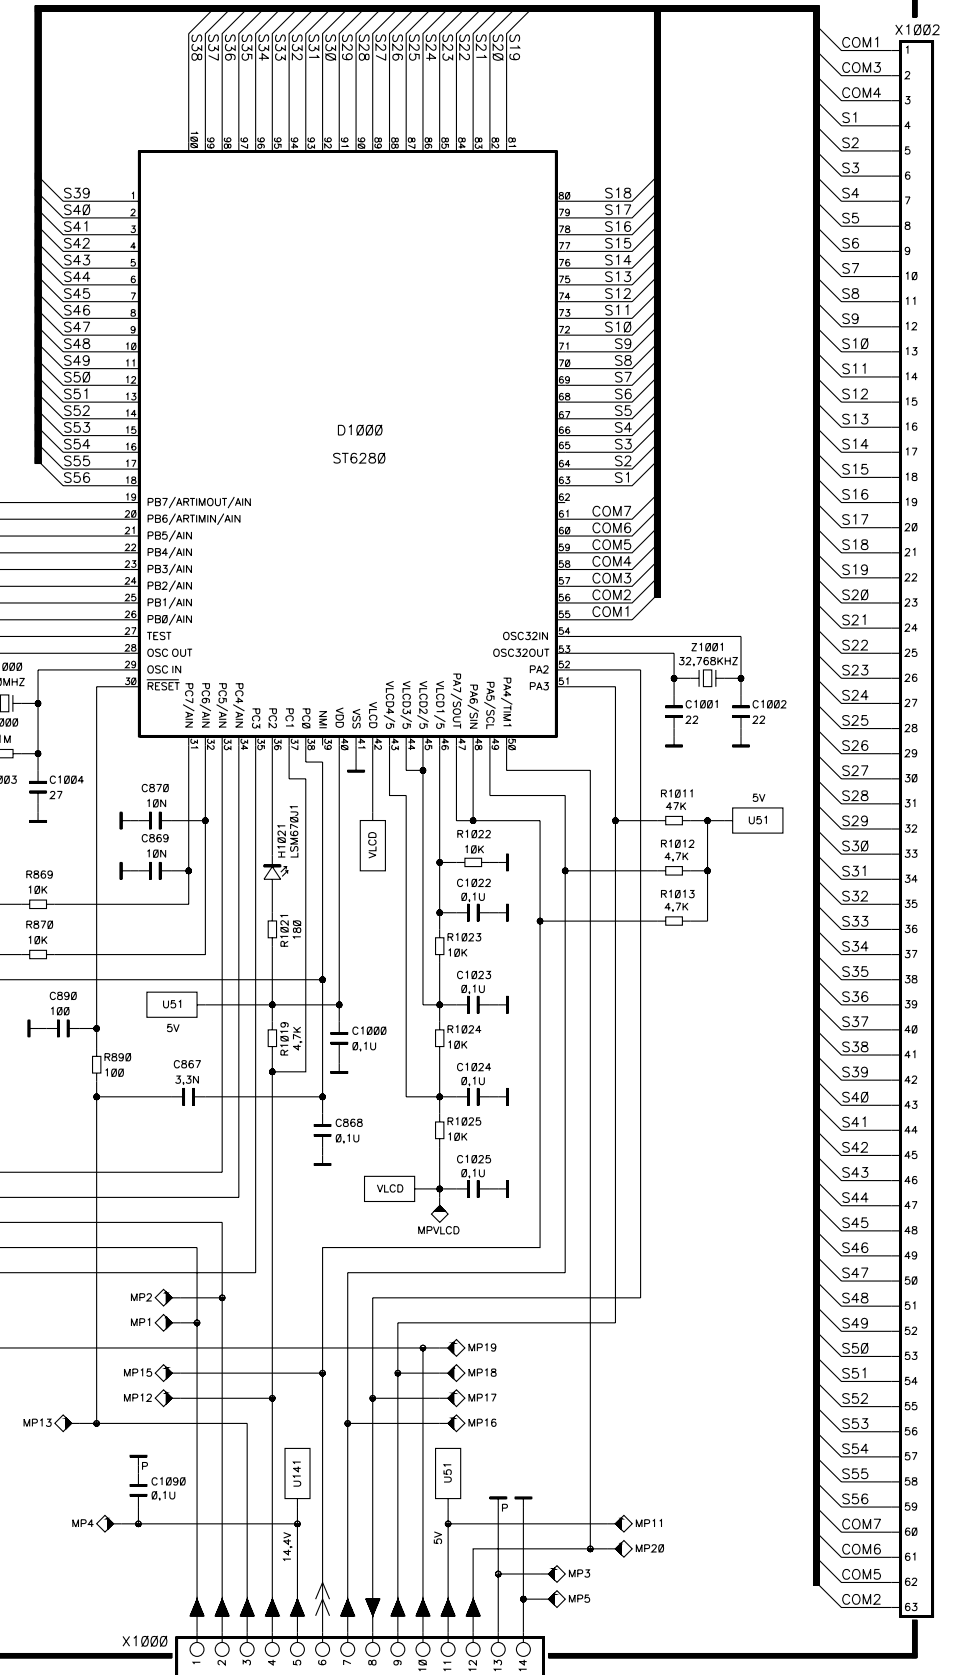 X1002
S38 S37 S36 S35 S34 S33 S32 S31 S30 S29 S28 S27 S26 S25 S24 S23 S22 S21 S20 S19
100 99 98 97 96 95 94 93 92 91 90 89 88 87 86 85 84 83 82 81
S39 1
S40 2
S41 3
S42 4
S43 5
S44 6
S45 7
S46 8
S47 9
S48 10
S49 11
S50 12
S51 13
S52 14
S53 15
S54 16
S55 17
S56 18
19 PB7/ARTIMOUT/AIN
20 PB6/ARTIMIN/AIN
21 PB5/AIN
22 PB4/AIN
23 PB3/AIN
24 PB2/AIN
25 PB1/AIN
26 PB0/AIN
27 TEST
28 OSC OUT
29 OSC IN
30 RESET
D1000
ST6280
80 S18
79 S17
78 S16
77 S15
76 S14
75 S13
74 S12
73 S11
72 S10
71 S9
70 S8
69 S7
68 S6
67 S5
66 S4
65 S3
64 S2
63 S1
62
61 COM7
60 COM6
59 COM5
58 COM4
57 COM3
56 COM2
55 COM1
OSC32IN 54
OSC32OUT 53
PA2 52
PA3 51
PC7/AIN PC6/AIN PC5/AIN PC4/AIN PC3 PC2 PC1 PC0 NMI VDD VSS VLCD VLCD4/5 VLCD3/5 VLCD2/5 VLCD1/5 PA7/SOUT PA6/SIN PA5/SCL PA4/TIM1
31 32 33 34 35 36 37 38 39 40 41 42 43 44 45 46 47 48 49 50
Z1001
32,768KHZ
C1001
22
C1002
22
000
0MHZ
000
1M
003
C1004
27
C870
10N
C869
10N
R869
10K
R870
10K
H1021
LSM670J1
R1021
180
VLCD
R1022
10K
C1022
0,1U
R1023
10K
C1023
0,1U
R1024
10K
C1024
0,1U
R1025
10K
C1025
0,1U
VLCD
MPVLCD
R1011
47K
R1012
4,7K
R1013
4,7K
5V
U51
C890
100
R890
100
U51
5V
R1019
4,7K
C1000
0,1U
C867
3,3N
C868
0,1U
MP2
MP1
MP15
MP12
MP13
MP19
MP18
MP17
MP16
P
C1090
0,1U
MP4
U141
14,4V
U51
5V
P
MP11
MP20
MP3
MP5
X1000
1 2 3 4 5 6 7 8 9 10 11 12 13 14
COM1 1
COM3 2
COM4 3
S1 4
S2 5
S3 6
S4 7
S5 8
S6 9
S7 10
S8 11
S9 12
S10 13
S11 14
S12 15
S13 16
S14 17
S15 18
S16 19
S17 20
S18 21
S19 22
S20 23
S21 24
S22 25
S23 26
S24 27
S25 28
S26 29
S27 30
S28 31
S29 32
S30 33
S31 34
S32 35
S33 36
S34 37
S35 38
S36 39
S37 40
S38 41
S39 42
S40 43
S41 44
S42 45
S43 46
S44 47
S45 48
S46 49
S47 50
S48 51
S49 52
S50 53
S51 54
S52 55
S53 56
S54 57
S55 58
S56 59
COM7 60
COM6 61
COM5 62
COM2 63